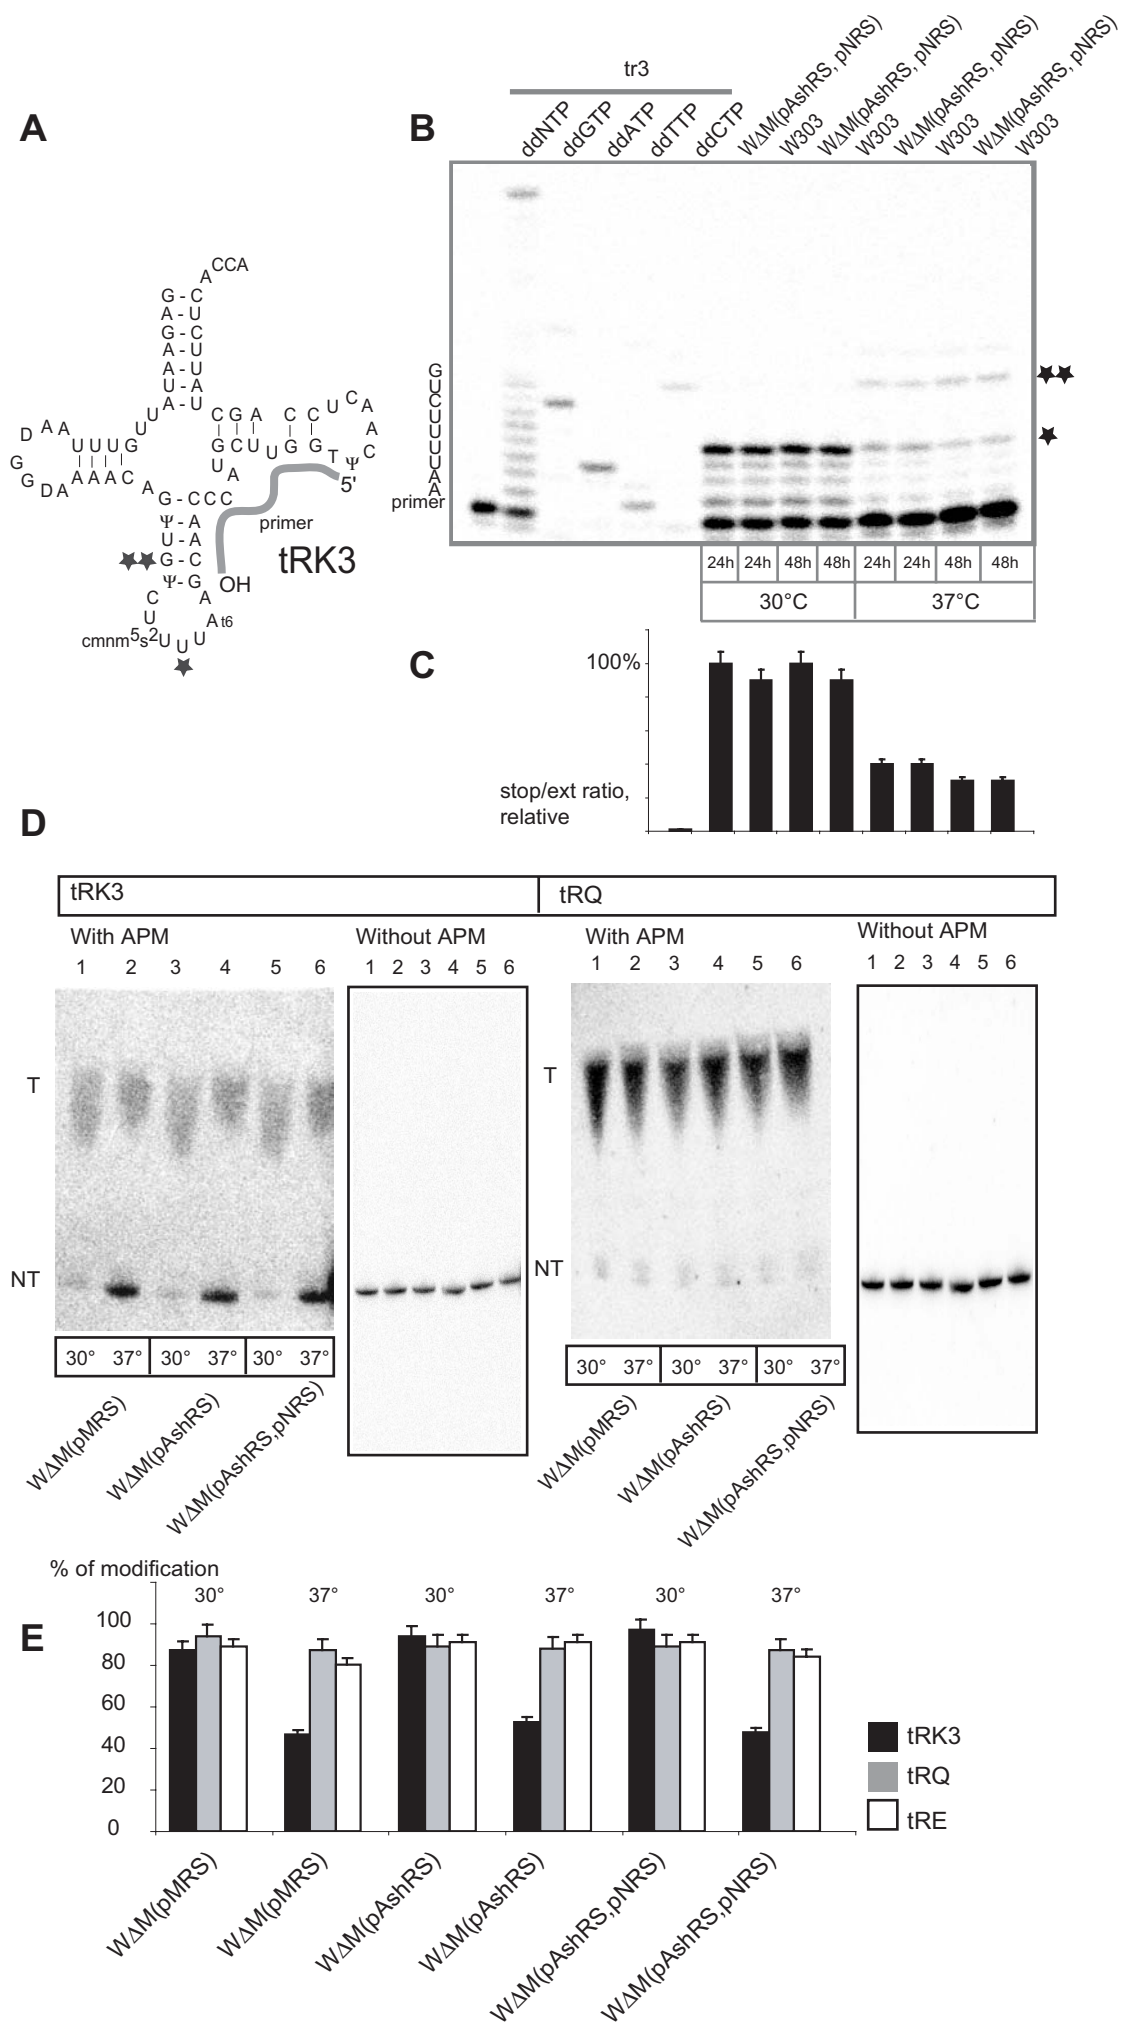 A
ACCA
G - C
A - U
G - C
A - U
A - U
U - A
A - U
U
U
G
D A A U U U G
G
G D A A A A C
A
C G A C C U C A
G C U U G G T Ψ C A
U A
5'
G - C C C
Ψ - A
U - A
G - C
Ψ - G
C A
U A t6
cmnm5s2U U U
primer
OH
tRK3
B
tr3
ddNTP
ddGTP
ddATP
ddTTP
ddCTP
WΔM(pAshRS, pNRS)
W303
WΔM(pAshRS, pNRS)
W303
WΔM(pAshRS, pNRS)
W303
WΔM(pAshRS, pNRS)
W303
G
U
C
U
U
U
U
A
A
primer
24h 24h 48h 48h 24h 24h 48h 48h
30°C 37°C
C
100%
stop/ext ratio,
relative
D
tRK3 tRQ
With APM Without APM With APM Without APM
1 2 3 4 5 6 1 2 3 4 5 6 1 2 3 4 5 6 1 2 3 4 5 6
T T
NT NT
30° 37° 30° 37° 30° 37° 30° 37° 30° 37° 30° 37°
WΔM(pMRS)
WΔM(pAshRS)
WΔM(pAshRS,pNRS)
WΔM(pMRS)
WΔM(pAshRS)
WΔM(pAshRS,pNRS)
E
% of modification
30° 37° 30° 37° 30° 37°
100
80
60
40
20
0
tRK3
tRQ
tRE
WΔM(pMRS)
WΔM(pMRS)
WΔM(pAshRS)
WΔM(pAshRS)
WΔM(pAshRS,pNRS)
WΔM(pAshRS,pNRS)